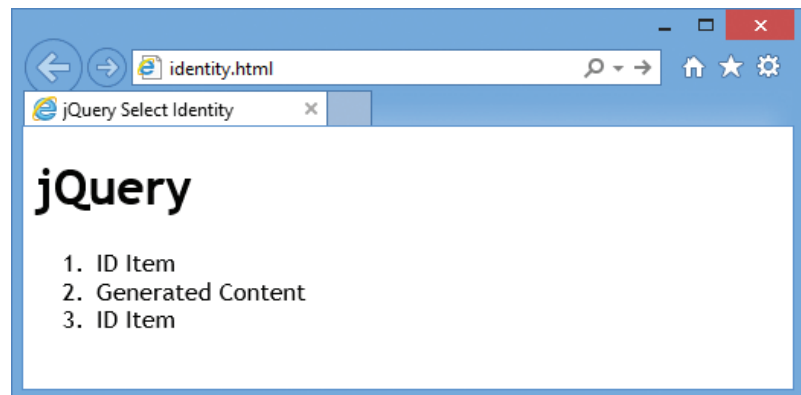 identity.html
jQuery Select Identity
jQuery
1. ID Item
2. Generated Content
3. ID Item